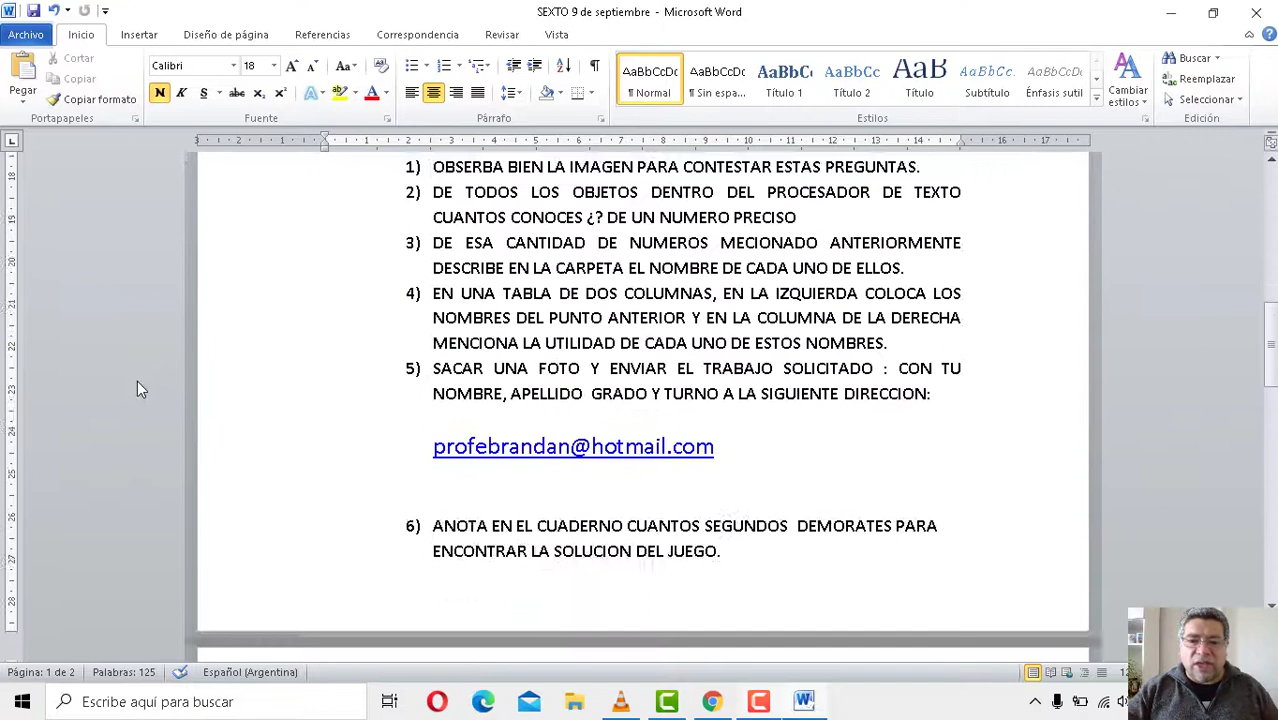 SEXTO 9 de septiembre - Microsoft Word
Archivo Inicio Insertar Diseño de página Referencias Correspondencia Revisar Vista
Pegar
Cortar
Copiar
Copiar formato
Portapapeles
Calibri 18
Fuente
Párrafo
AaBbCcDc AaBbCcDc AaBbC AaBbCc AaB AaBbCc. AaBbCcDc
¶ Normal ¶ Sin espa... Título 1 Título 2 Título Subtítulo Énfasis sutil
Cambiar estilos
Estilos
Buscar
Reemplazar
Seleccionar
Edición
1) OBSERBA BIEN LA IMAGEN PARA CONTESTAR ESTAS PREGUNTAS.
2) DE TODOS LOS OBJETOS DENTRO DEL PROCESADOR DE TEXTO
CUANTOS CONOCES ¿? DE UN NUMERO PRECISO
3) DE ESA CANTIDAD DE NUMEROS MECIONADO ANTERIORMENTE
DESCRIBE EN LA CARPETA EL NOMBRE DE CADA UNO DE ELLOS.
4) EN UNA TABLA DE DOS COLUMNAS, EN LA IZQUIERDA COLOCA LOS
NOMBRES DEL PUNTO ANTERIOR Y EN LA COLUMNA DE LA DERECHA
MENCIONA LA UTILIDAD DE CADA UNO DE ESTOS NOMBRES.
5) SACAR UNA FOTO Y ENVIAR EL TRABAJO SOLICITADO : CON TU
NOMBRE, APELLIDO GRADO Y TURNO A LA SIGUIENTE DIRECCION:
profebrandan@hotmail.com
6) ANOTA EN EL CUADERNO CUANTOS SEGUNDOS DEMORATES PARA
ENCONTRAR LA SOLUCION DEL JUEGO.
Página: 1 de 2 Palabras: 125 Español (Argentina)
Escribe aquí para buscar